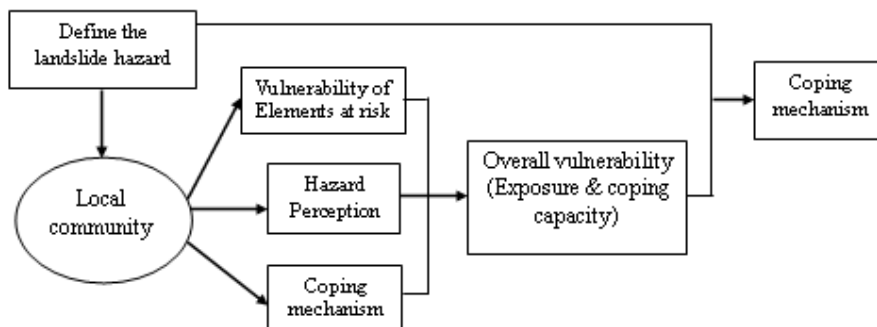 Define the
landslide hazard
Vulnerability of
Elements at risk
Coping
mechanism
Local
community
Hazard
Perception
Overall vulnerability
(Exposure & coping
capacity)
Coping
mechanism